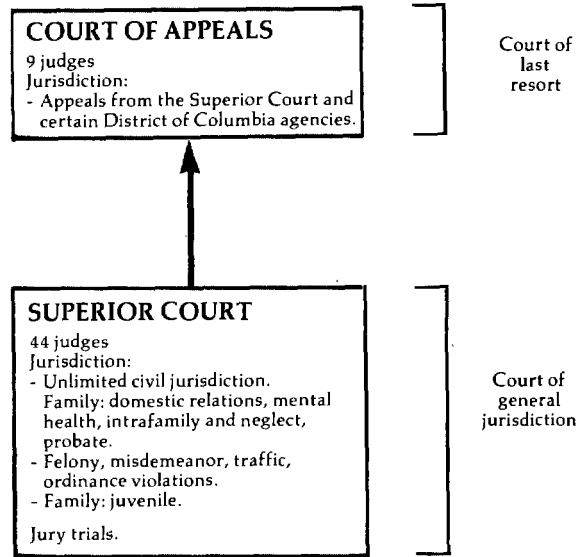 COURT OF APPEALS
9 judges
Jurisdiction:
- Appeals from the Superior Court and
certain District of Columbia agencies.
Court of
last
resort
SUPERIOR COURT
44 judges
Jurisdiction:
- Unlimited civil jurisdiction.
Family: domestic relations, mental
health, intrafamily and neglect,
probate.
- Felony, misdemeanor, traffic,
ordinance violations.
- Family: juvenile.
Jury trials.
Court of
general
jurisdiction